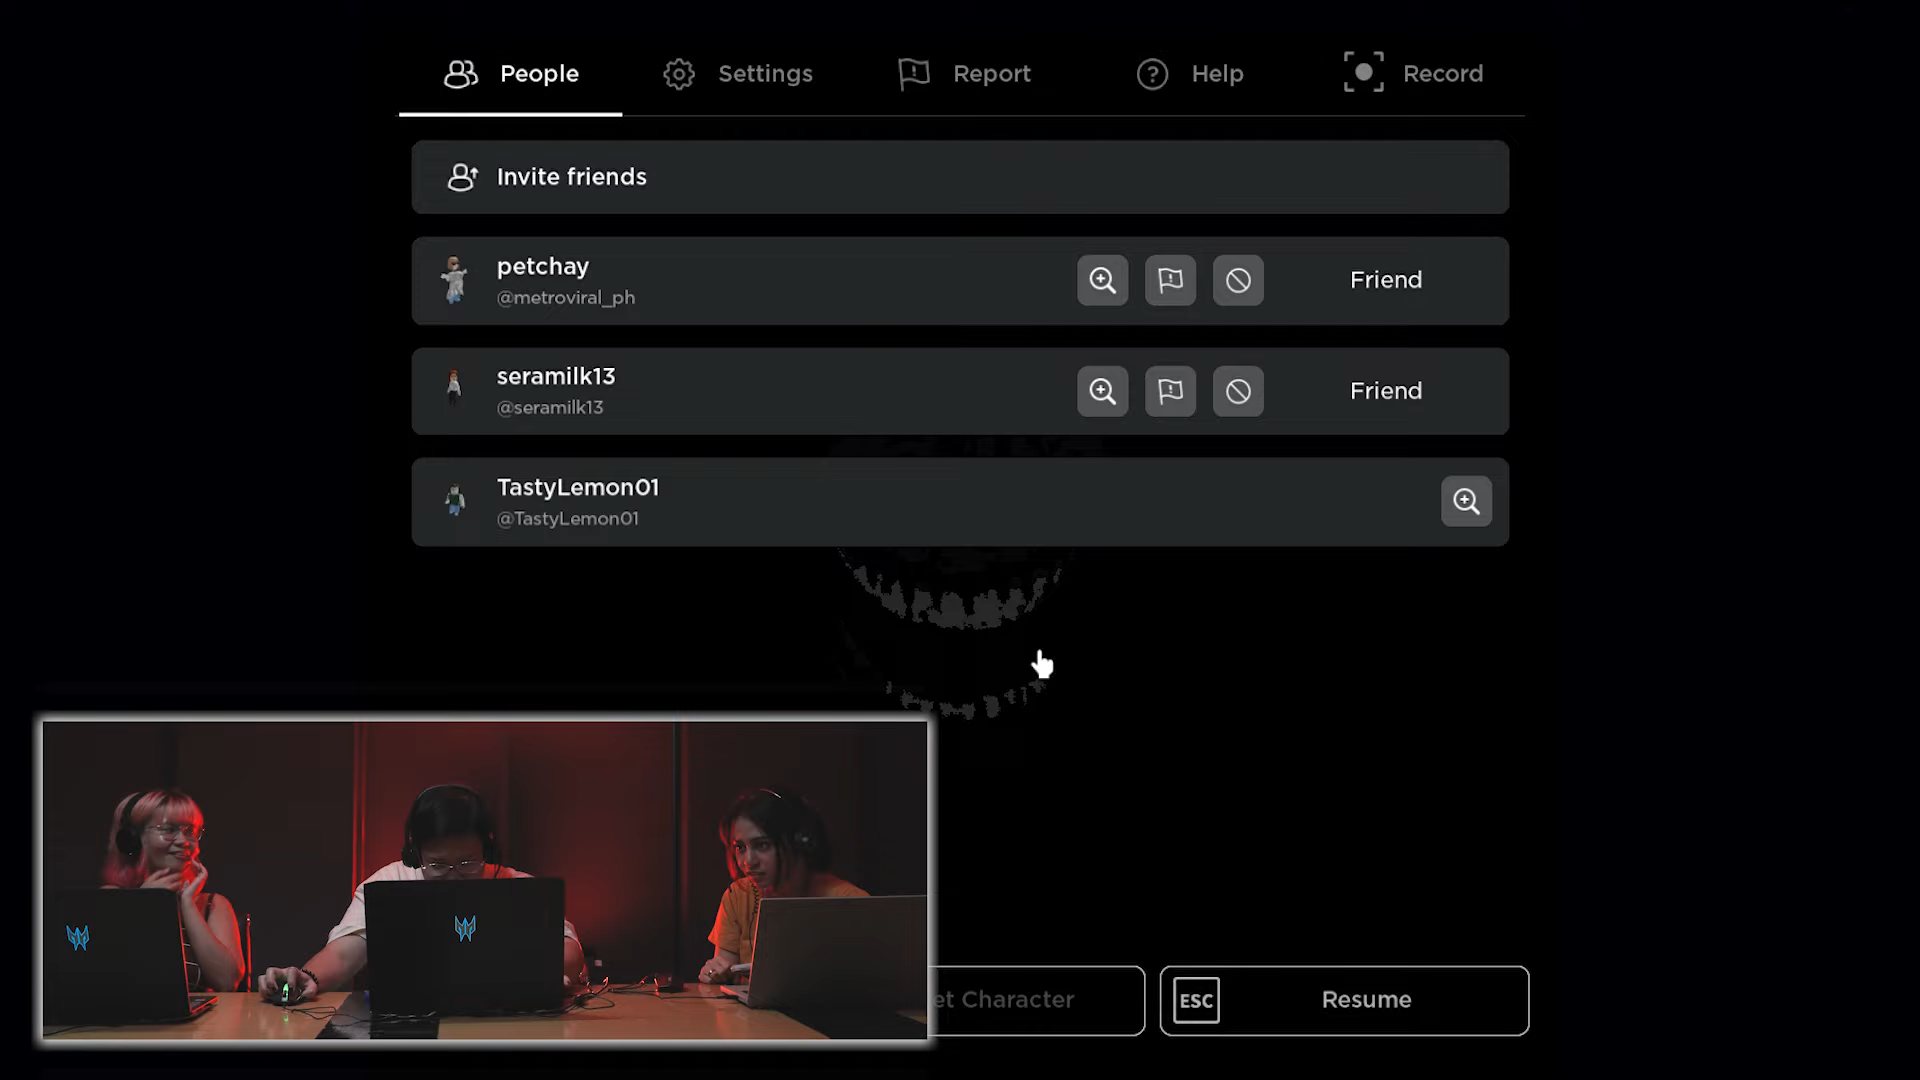 People
Settings
Report
Help
Record
Invite friends
petchay
@metroviral_ph
Friend
seramilk13
@seramilk13
Friend
TastyLemon01
@TastyLemon01
et Character
ESC
Resume